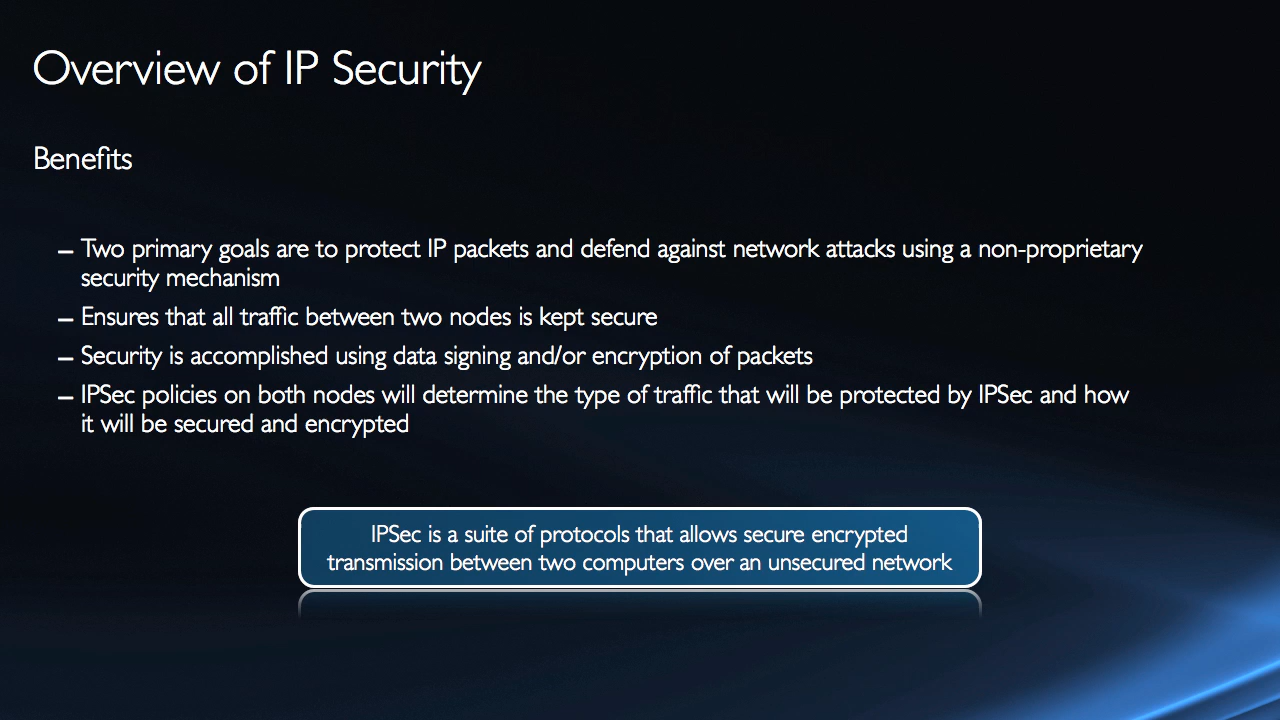 Overview of IP Security
Benefits
– Two primary goals are to protect IP packets and defend against network attacks using a non-proprietary
security mechanism
– Ensures that all traffic between two nodes is kept secure
– Security is accomplished using data signing and/or encryption of packets
– IPSec policies on both nodes will determine the type of traffic that will be protected by IPSec and how
it will be secured and encrypted
IPSec is a suite of protocols that allows secure encrypted
transmission between two computers over an unsecured network